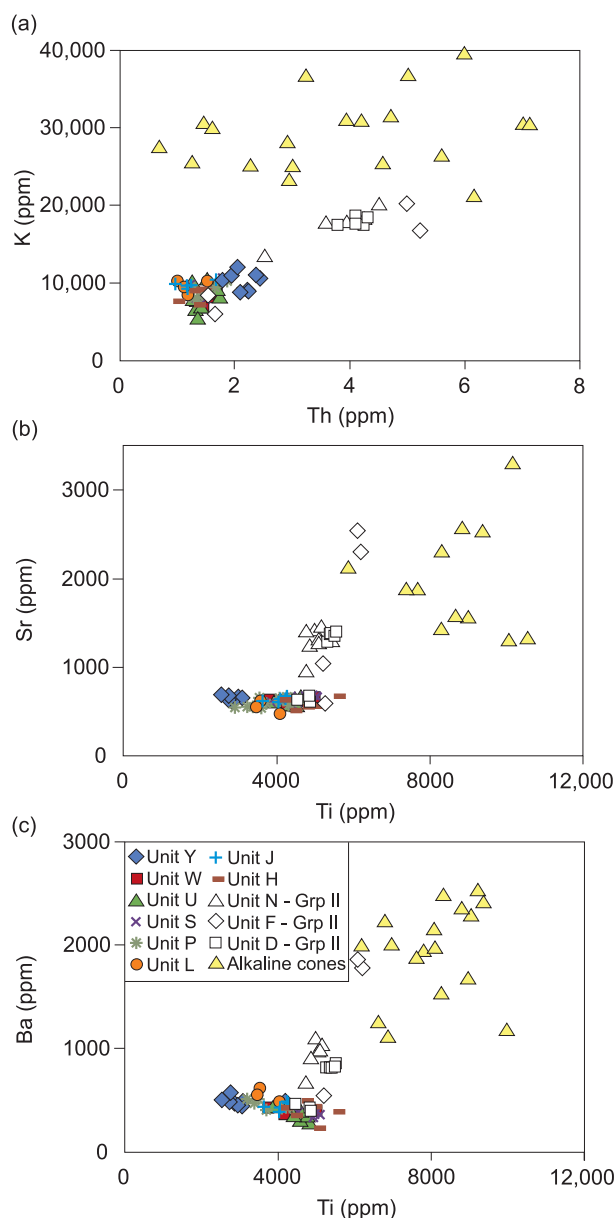 (a)
40,000
30,000
20,000
10,000
0
K (ppm)
0 2 4 6 8
Th (ppm)
(b)
3000
2000
1000
0
Sr (ppm)
0 4000 8000 12,000
Ti (ppm)
(c)
3000
2000
1000
0
Ba (ppm)
Unit Y Unit J
Unit W Unit H
Unit U Unit N - Grp II
Unit S Unit F - Grp II
Unit P Unit D - Grp II
Unit L Alkaline cones
0 4000 8000 12,000
Ti (ppm)